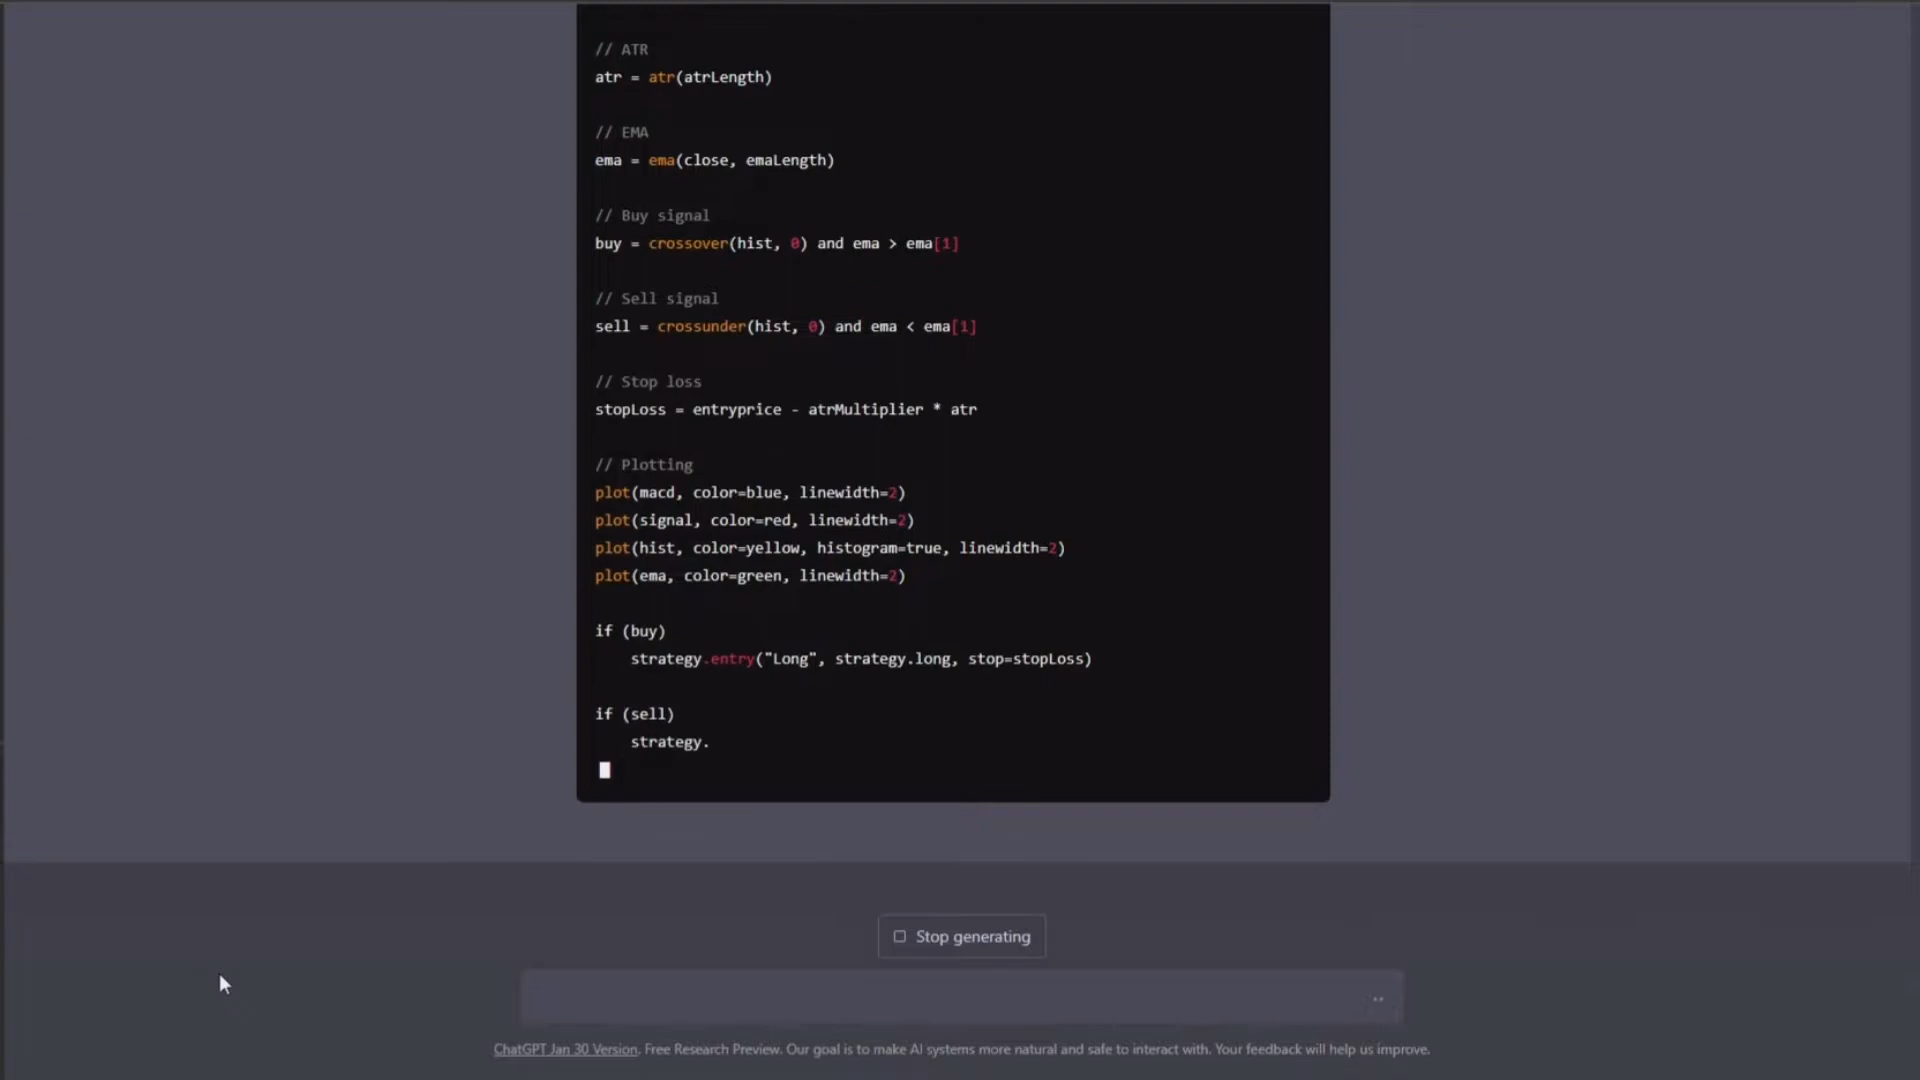 // ATR
atr = atr(atrLength)
// EMA
ema = ema(close, emaLength)
// Buy signal
buy = crossover(hist, 0) and ema > ema[1]
// Sell signal
sell = crossunder(hist, 0) and ema < ema[1]
// Stop loss
stopLoss = entryprice - atrMultiplier * atr
// Plotting
plot(macd, color=blue, linewidth=2)
plot(signal, color=red, linewidth=2)
plot(hist, color=yellow, histogram=true, linewidth=2)
plot(ema, color=green, linewidth=2)
if (buy)
    strategy.entry("Long", strategy.long, stop=stopLoss)
if (sell)
    strategy.
Stop generating
ChatGPT Jan 30 Version. Free Research Preview. Our goal is to make AI systems more natural and safe to interact with. Your feedback will help us improve.